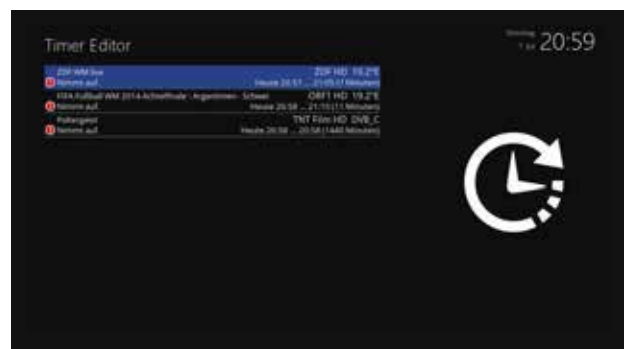 Timer Editor
20:59
ZDF WM live ZDF HD 19.2°E
Nimmt auf Heute 20:57 ... 21:05 (7 Minuten)
FIFA Fußball WM 2014 Achtelfinale : Argentinien - Schweiz ORF1 HD 19.2°E
Nimmt auf Heute 20:58 ... 21:10 (11 Minuten)
Poltergeist TNT Film HD DVB_C
Nimmt auf Heute 20:58 ... 20:58 (1440 Minuten)